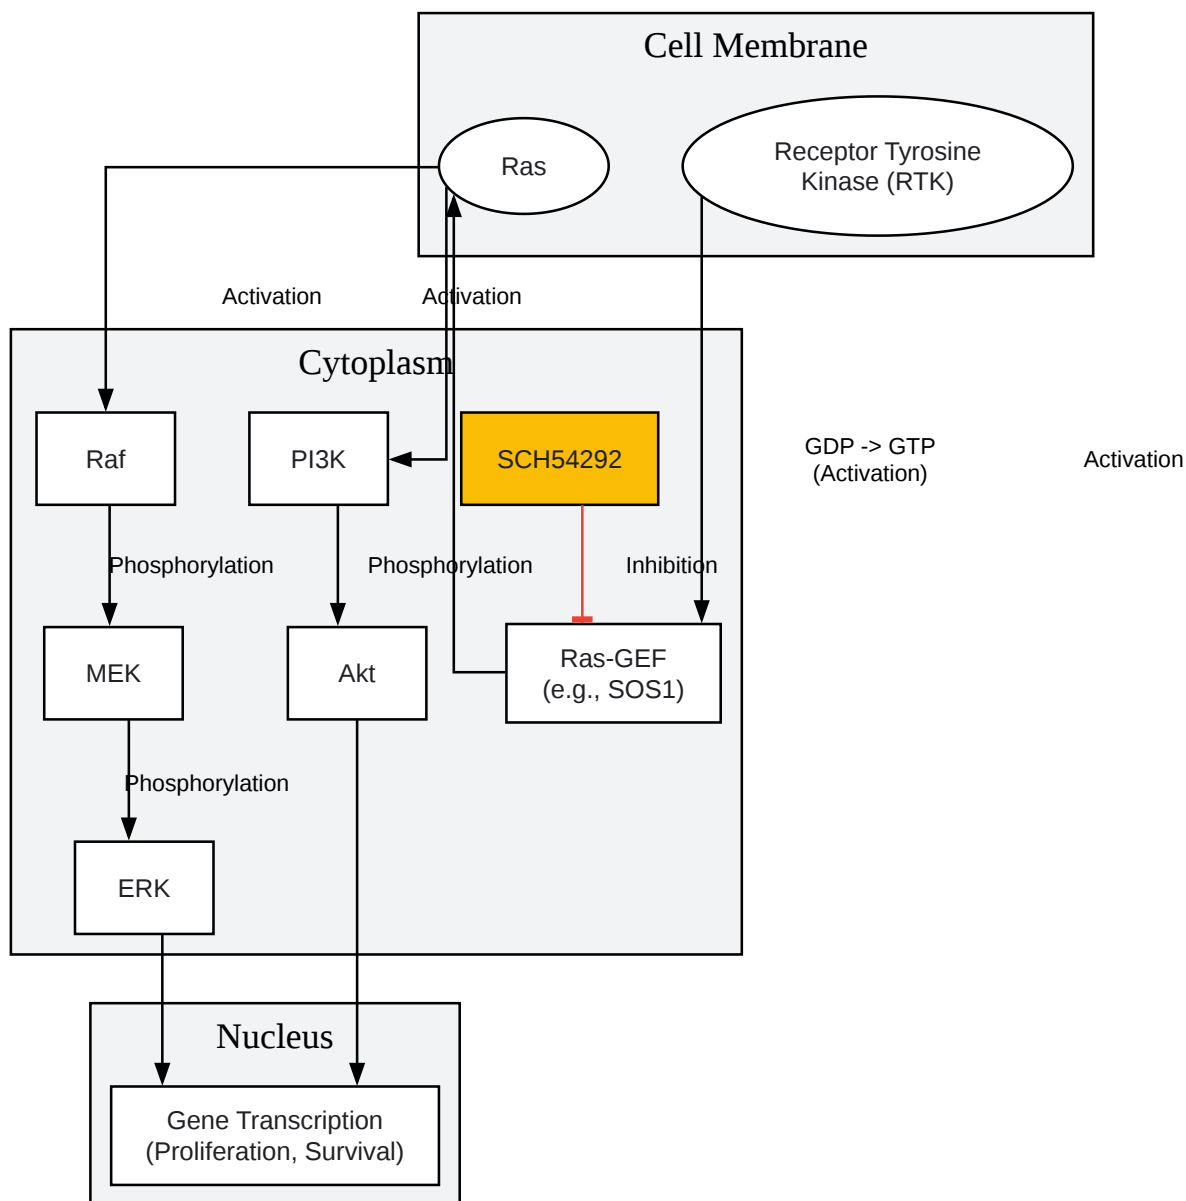 Cell Membrane
Ras
Receptor Tyrosine
Kinase (RTK)
Activation
Activation
Cytoplasm
Raf
PI3K
SCH54292
GDP -> GTP
(Activation)
Activation
Phosphorylation
Phosphorylation
Inhibition
MEK
Akt
Ras-GEF
(e.g., SOS1)
Phosphorylation
ERK
Nucleus
Gene Transcription
(Proliferation, Survival)